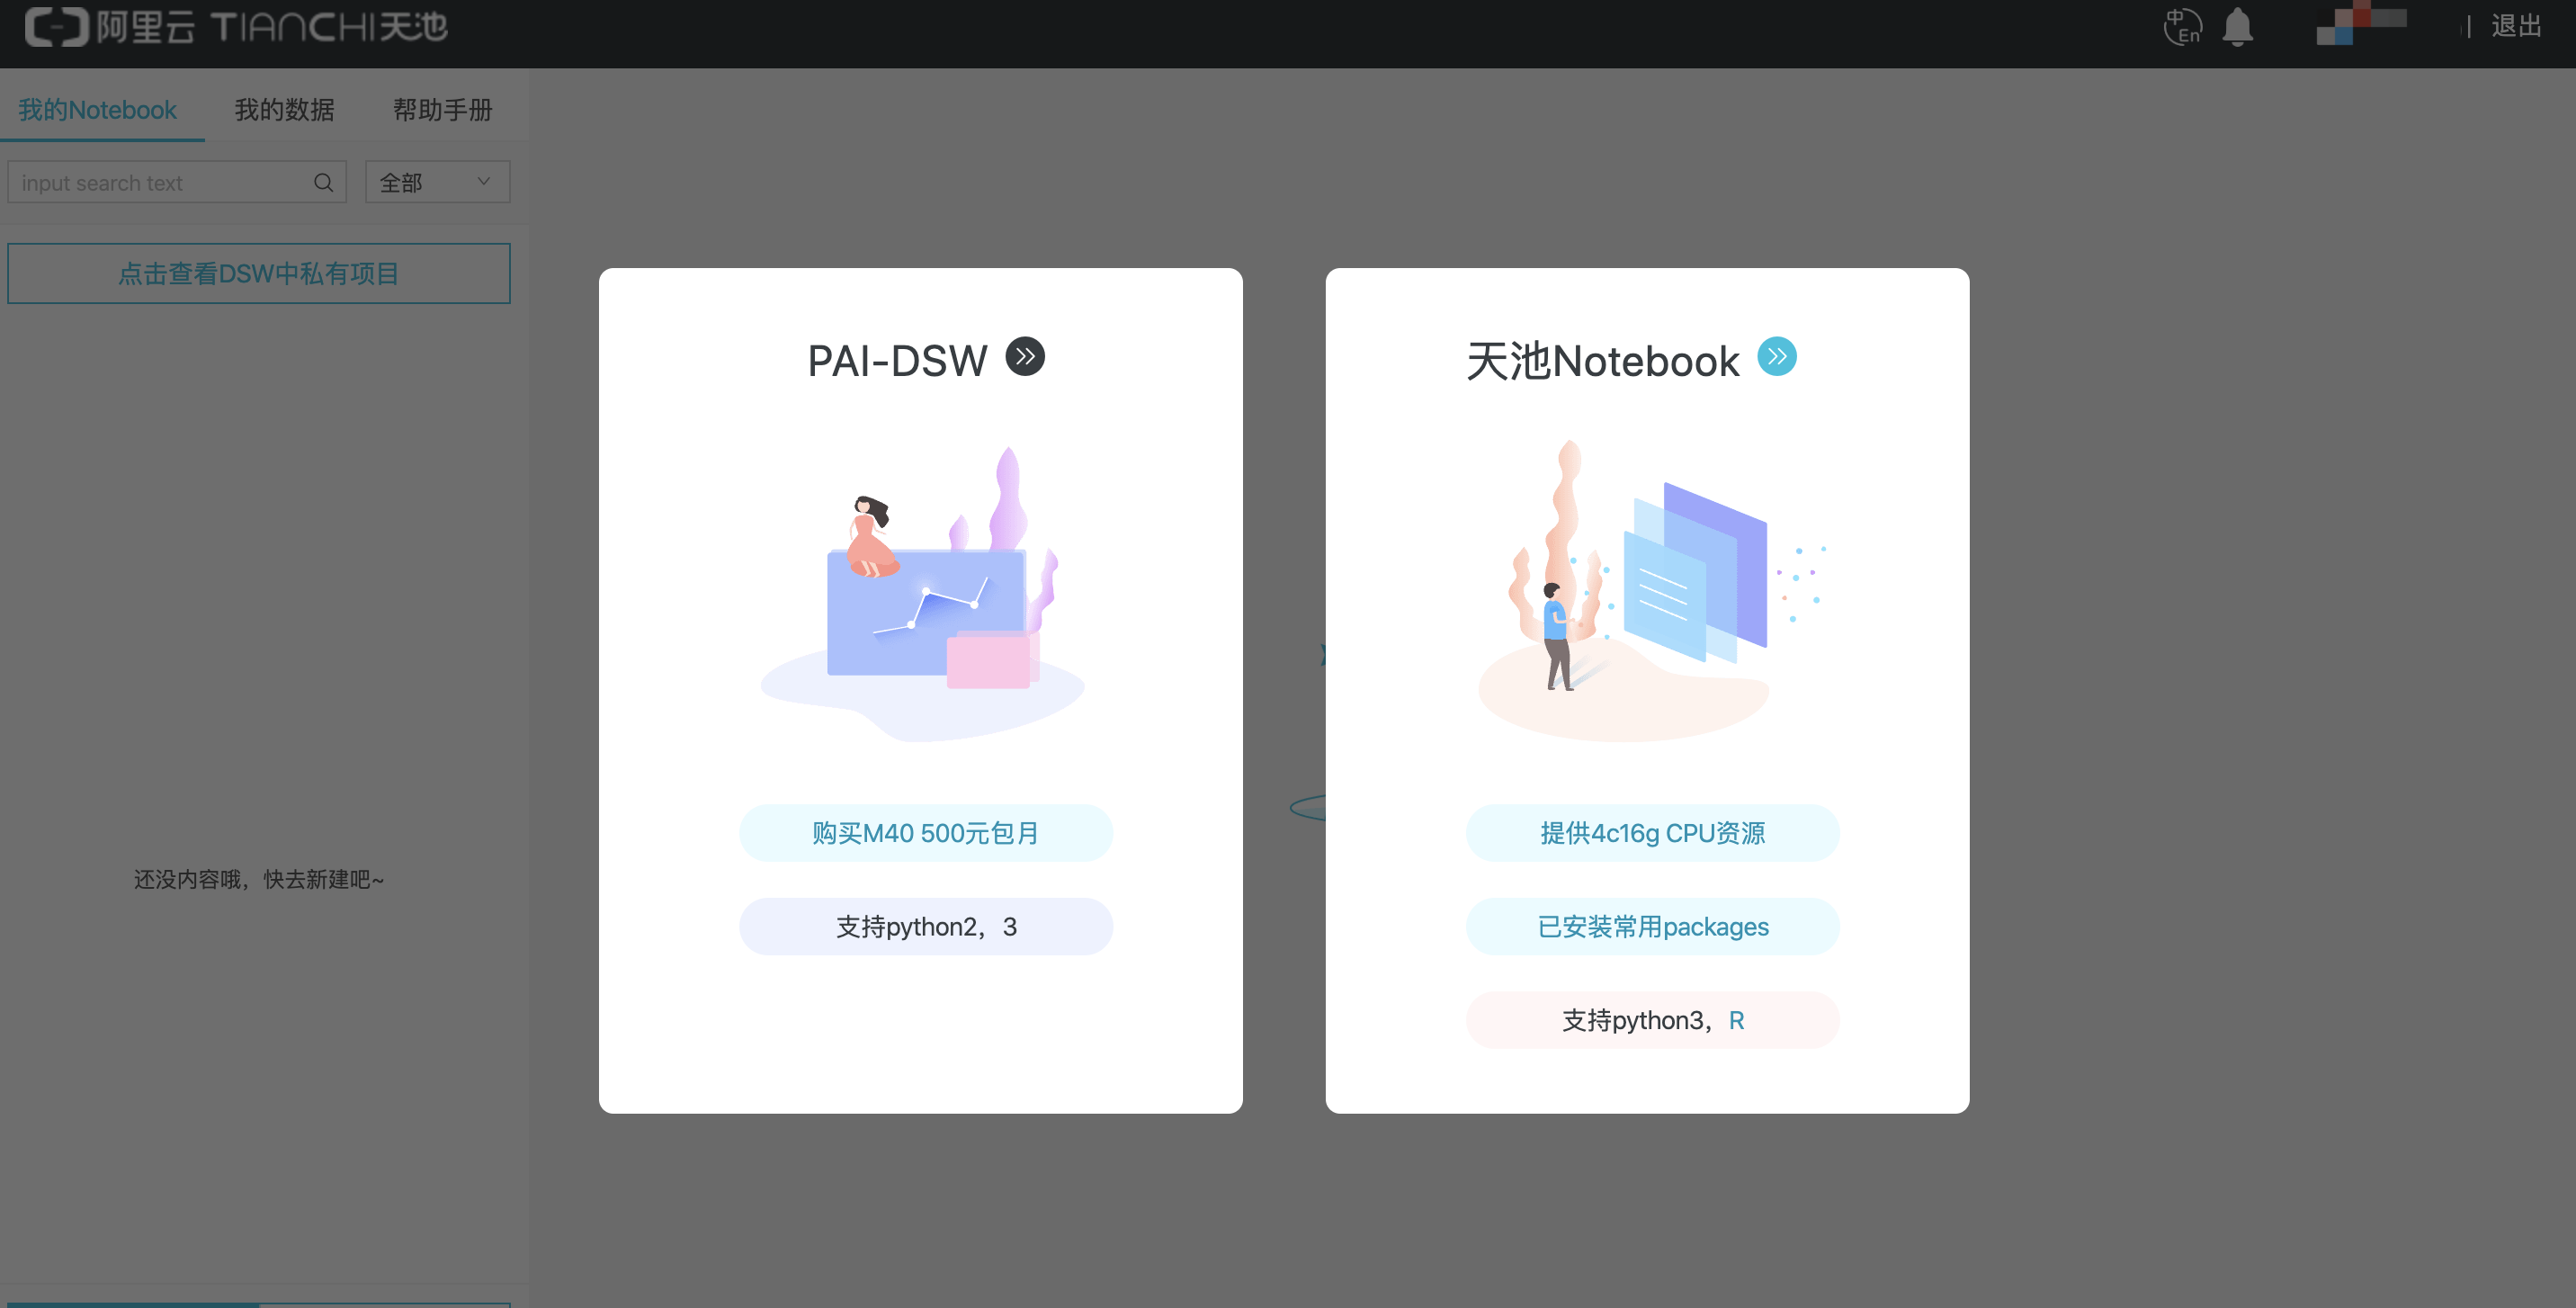 阿里云 TIANCHI天池
中
En
退出
我的Notebook 我的数据 帮助手册
input search text 全部
点击查看DSW中私有项目
还没内容哦，快去新建吧~
PAI-DSW
购买M40 500元包月
支持python2，3
天池Notebook
提供4c16g CPU资源
已安装常用packages
支持python3，R